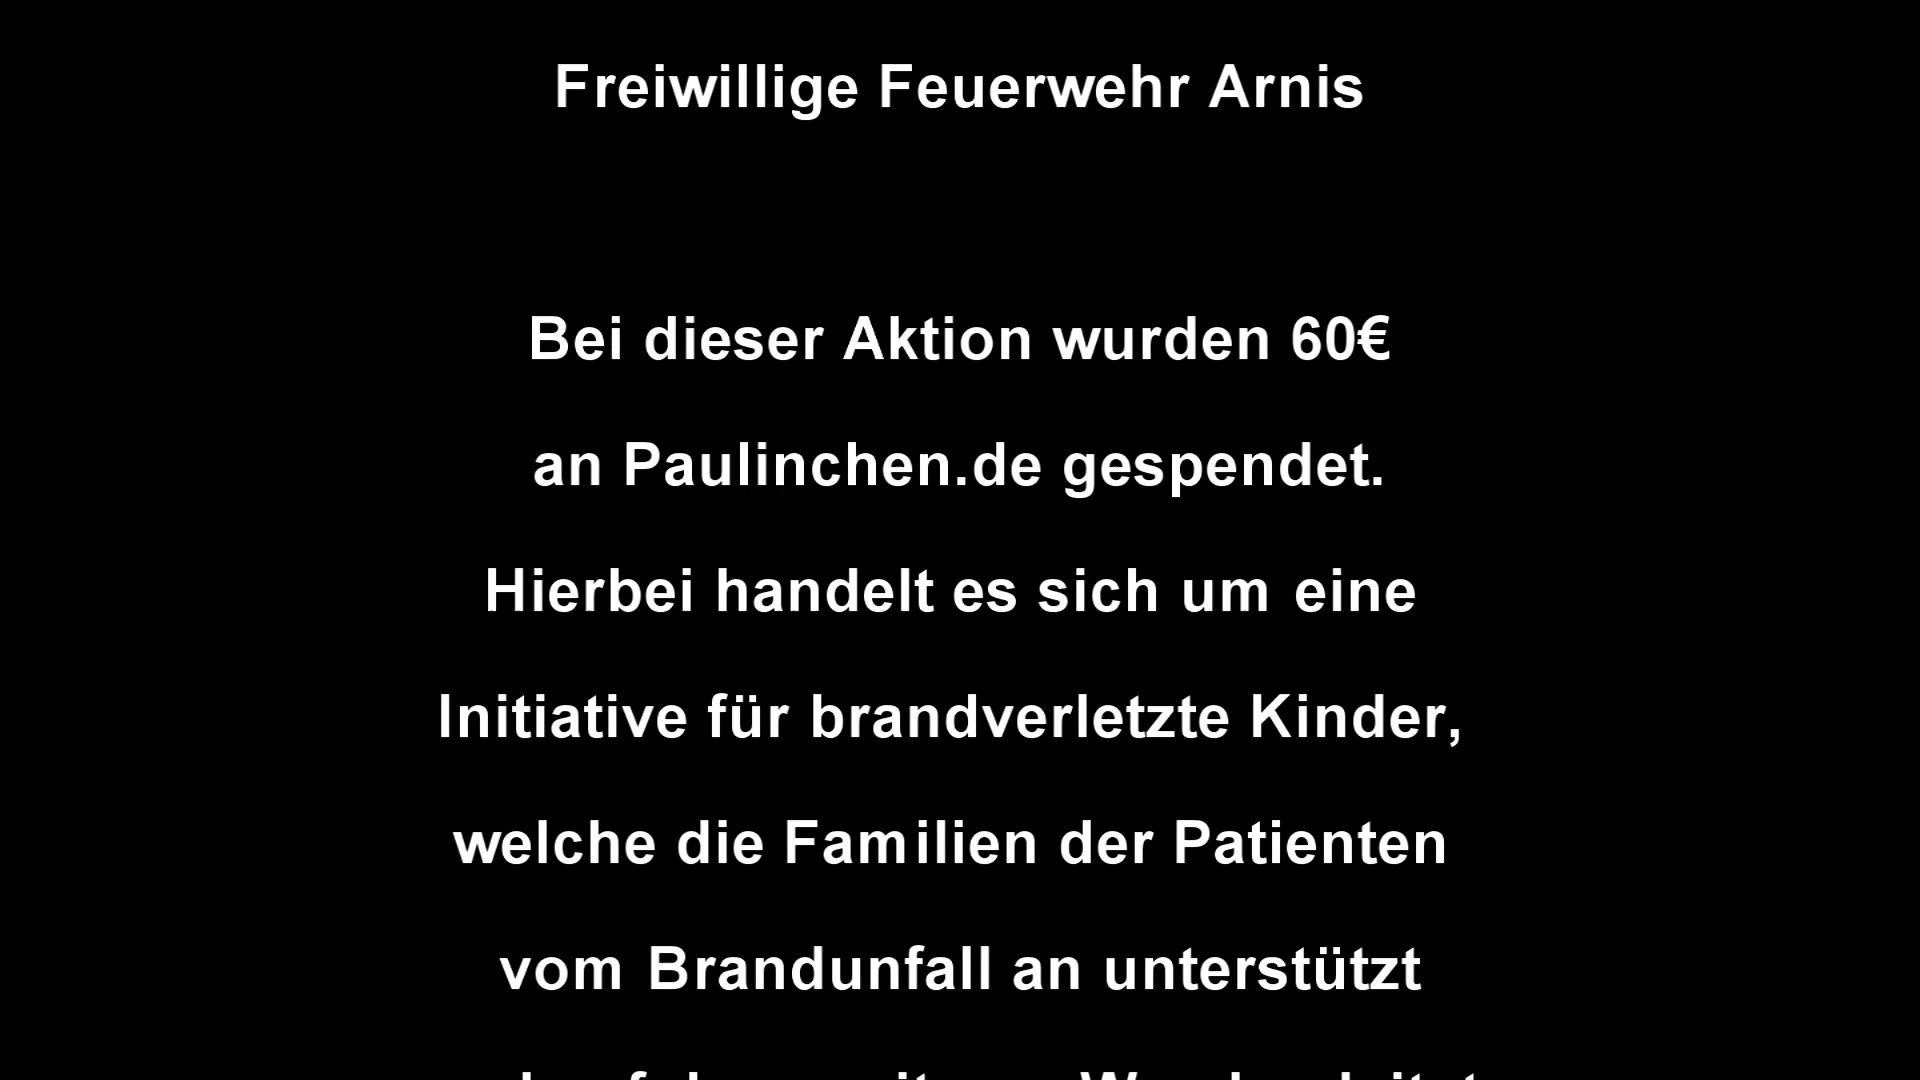 Freiwillige Feuerwehr Arnis
Bei dieser Aktion wurden 60€
an Paulinchen.de gespendet.
Hierbei handelt es sich um eine
Initiative für brandverletzte Kinder,
welche die Familien der Patienten
vom Brandunfall an unterstützt